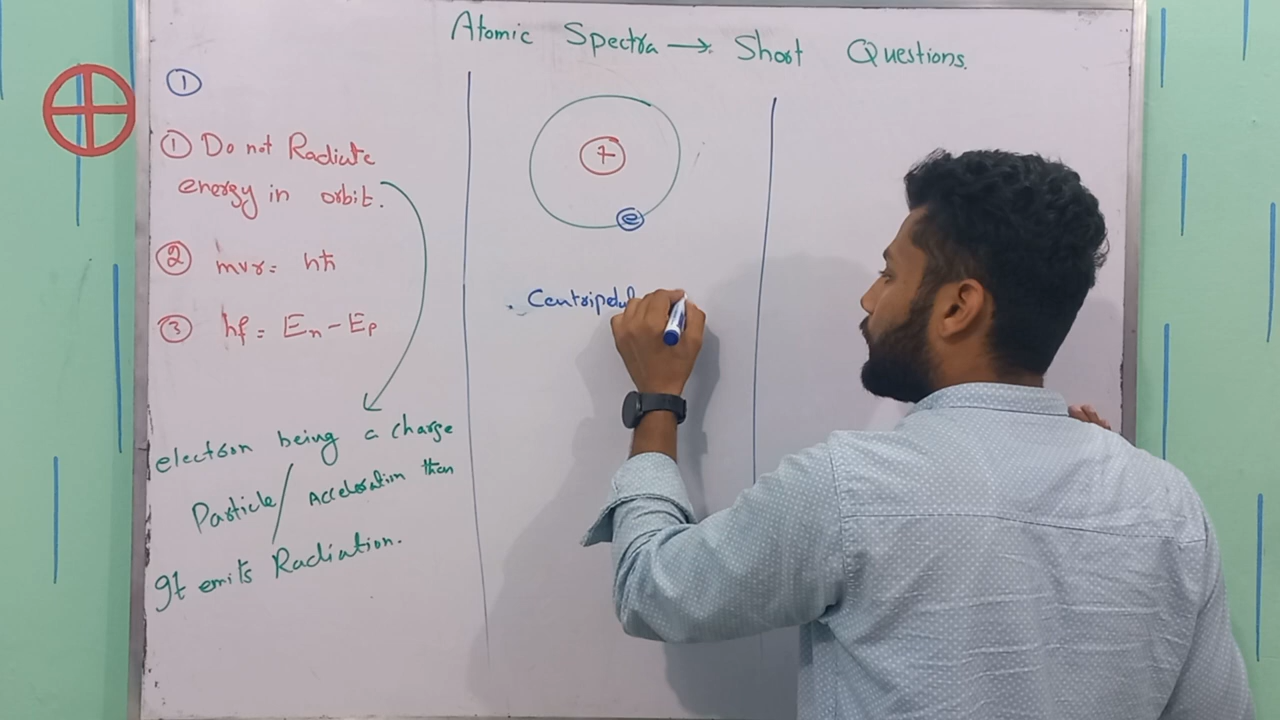 Atomic Spectra → Short Questions.
①
① Do not Radiate
energy in orbit.
② mvr = nħ
③ hf = En - Ep
electron being a charge
Particle / Acceleration then
It emits Radiation.
+
e